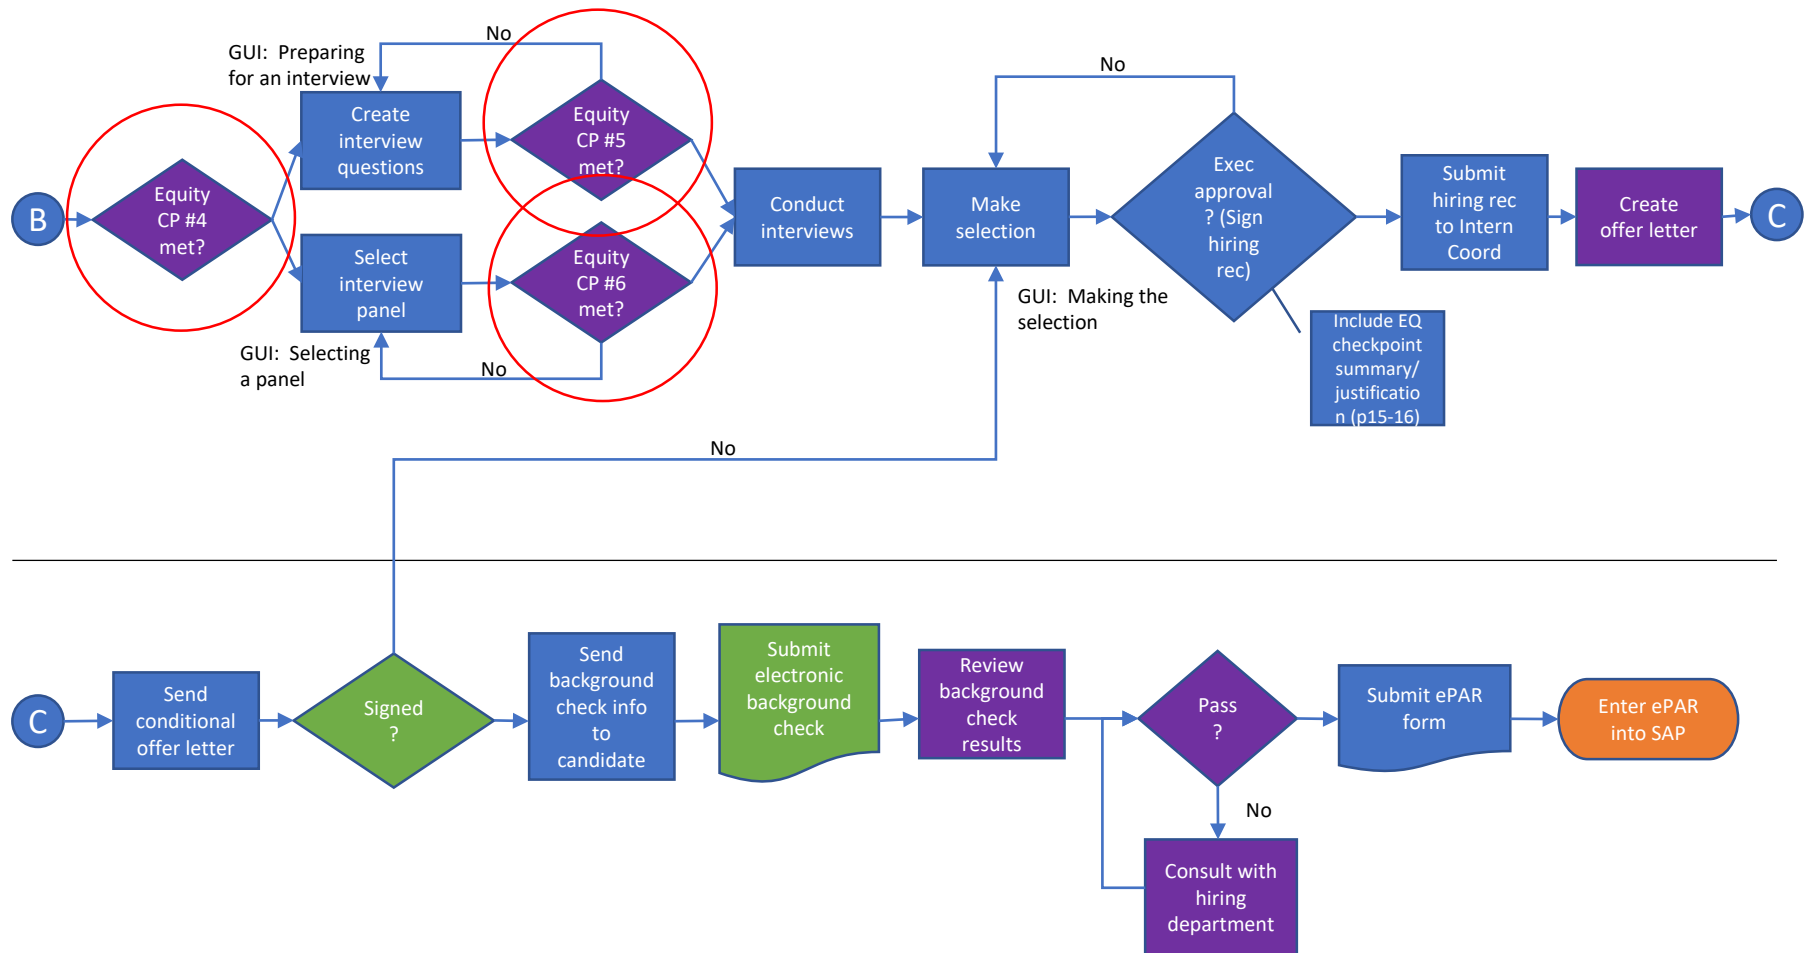 No
GUI:  Preparing
for an interview
Create
interview
questions
Equity
CP #5
met?
No
B
Equity
CP #4
met?
Select
interview
panel
Equity
CP #6
met?
GUI:  Selecting
a panel
No
Conduct
interviews
Make
selection
GUI:  Making the
selection
Exec
approval
? (Sign
hiring
rec)
Include EQ
checkpoint
summary/
justificatio
n (p15-16)
Submit
hiring rec
to Intern
Coord
Create
offer letter
C
No
C
Send
conditional
offer letter
Signed
?
Send
background
check info
to
candidate
Submit
electronic
background
check
Review
background
check
results
Pass
?
No
Consult with
hiring
department
Submit ePAR
form
Enter ePAR
into SAP